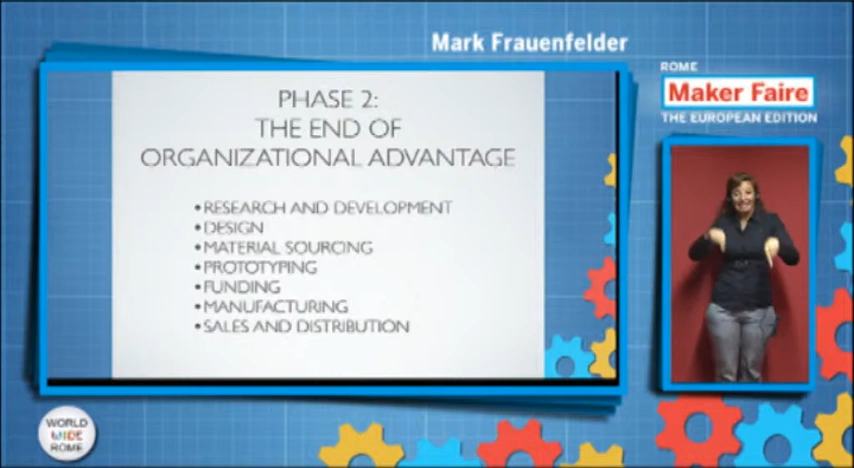 Mark Frauenfelder
ROME
Maker Faire
THE EUROPEAN EDITION
PHASE 2:
THE END OF
ORGANIZATIONAL ADVANTAGE
•RESEARCH AND DEVELOPMENT
•DESIGN
•MATERIAL SOURCING
•PROTOTYPING
•FUNDING
•MANUFACTURING
•SALES AND DISTRIBUTION
WORLD
WIDE
ROME